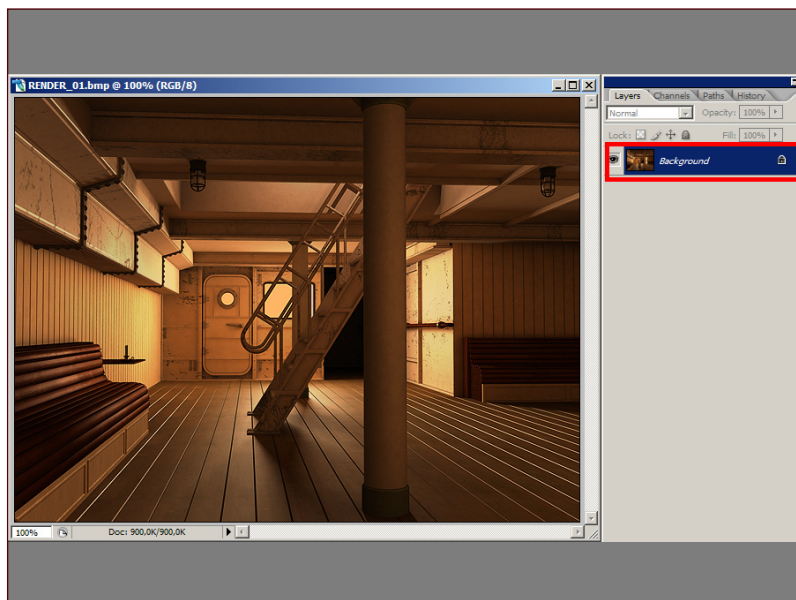 RENDER_01.bmp @ 100% (RGB/8)
Layers Channels Paths History
Normal Opacity: 100%
Lock: Fill: 100%
Background
100% Doc: 900,0K/900,0K